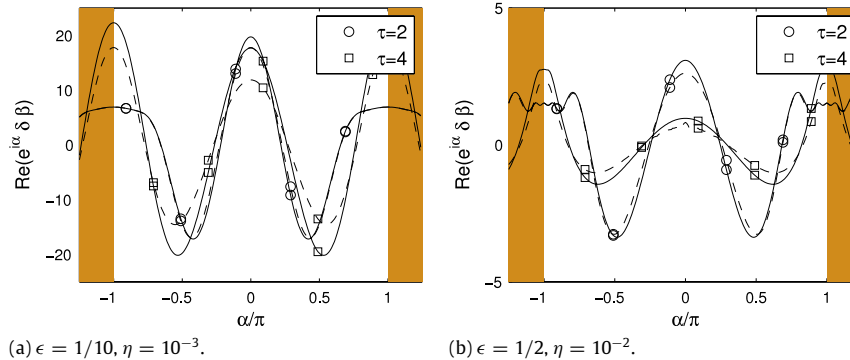 τ=2
τ=4
20
10
0
−10
−20
Re(e^{iα} δ β)
−1
−0.5
0
0.5
1
α/π
(a) ϵ = 1/10, η = 10^{−3}.
5
τ=2
τ=4
0
−5
Re(e^{iα} δ β)
−1
−0.5
0
0.5
1
α/π
(b) ϵ = 1/2, η = 10^{−2}.